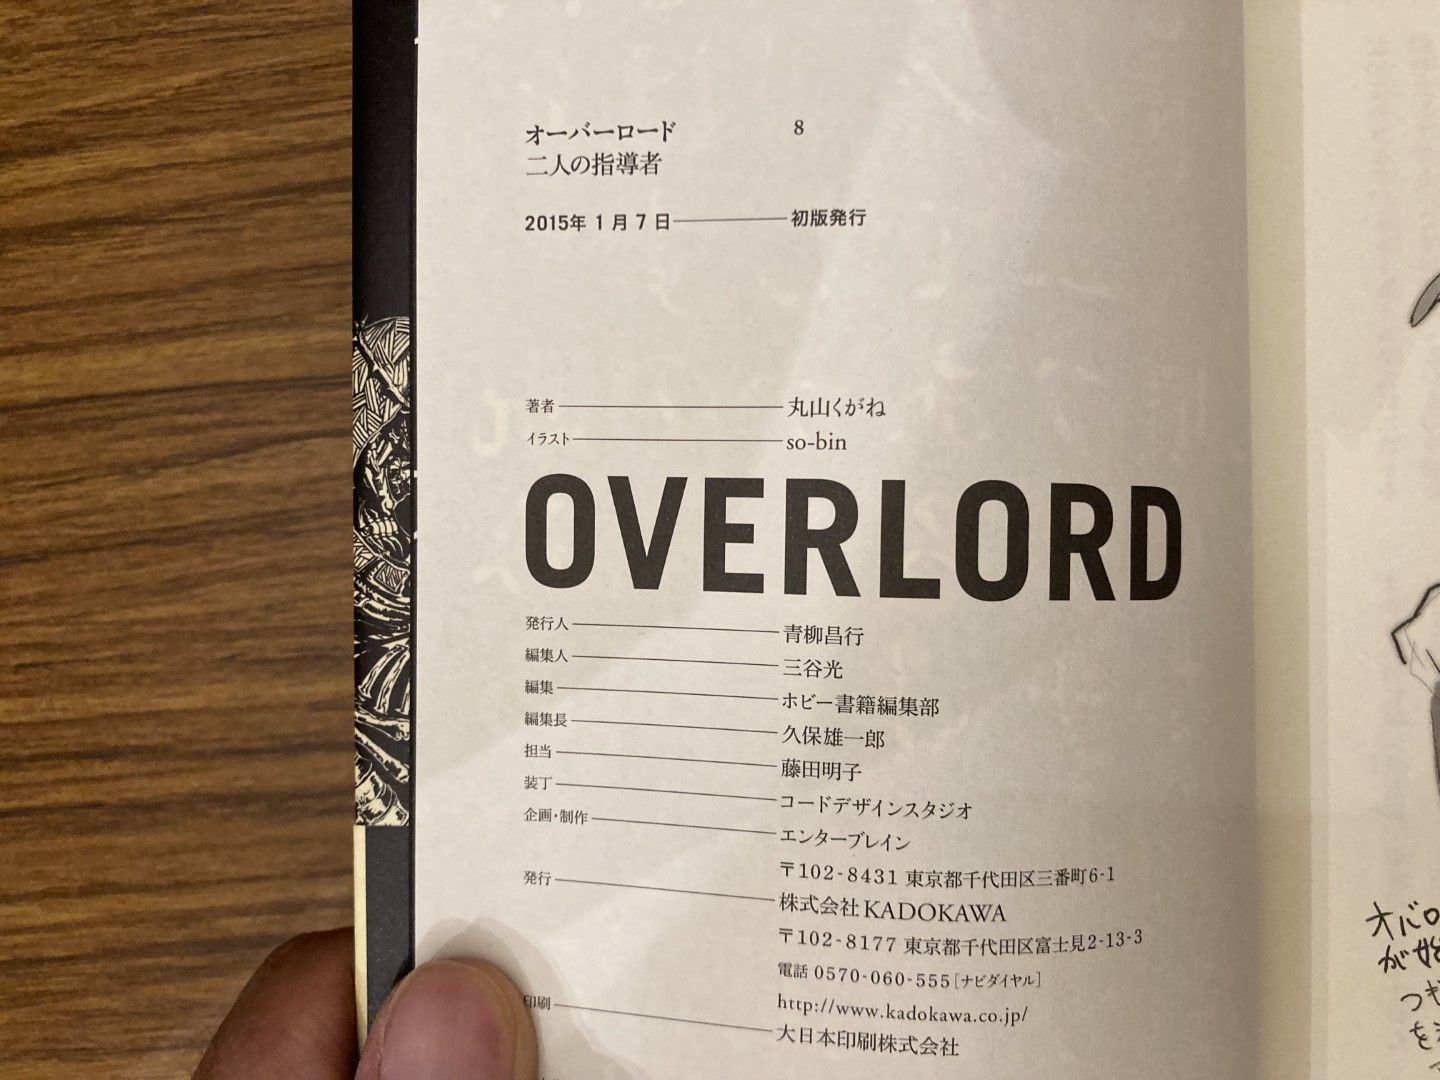 オーバーロード 8
二人の指導者
2015年1月7日 初版発行
著者 丸山くがね
イラスト so-bin
OVERLORD
発行人 青柳昌行
編集人 三谷光
編集 ホビー書籍編集部
編集長 久保雄一郎
担当 藤田明子
装丁 コードデザインスタジオ
企画・制作 エンターブレイン
〒102-8431 東京都千代田区三番町6-1
発行 株式会社KADOKAWA
〒102-8177 東京都千代田区富士見2-13-3
電話 0570-060-555[ナビダイヤル]
http://www.kadokawa.co.jp/
印刷 大日本印刷株式会社
オバロ
が始
つぎ
を